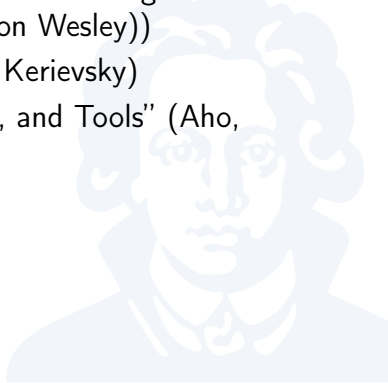 on Wesley))
Kerievsky)
, and Tools” (Aho,